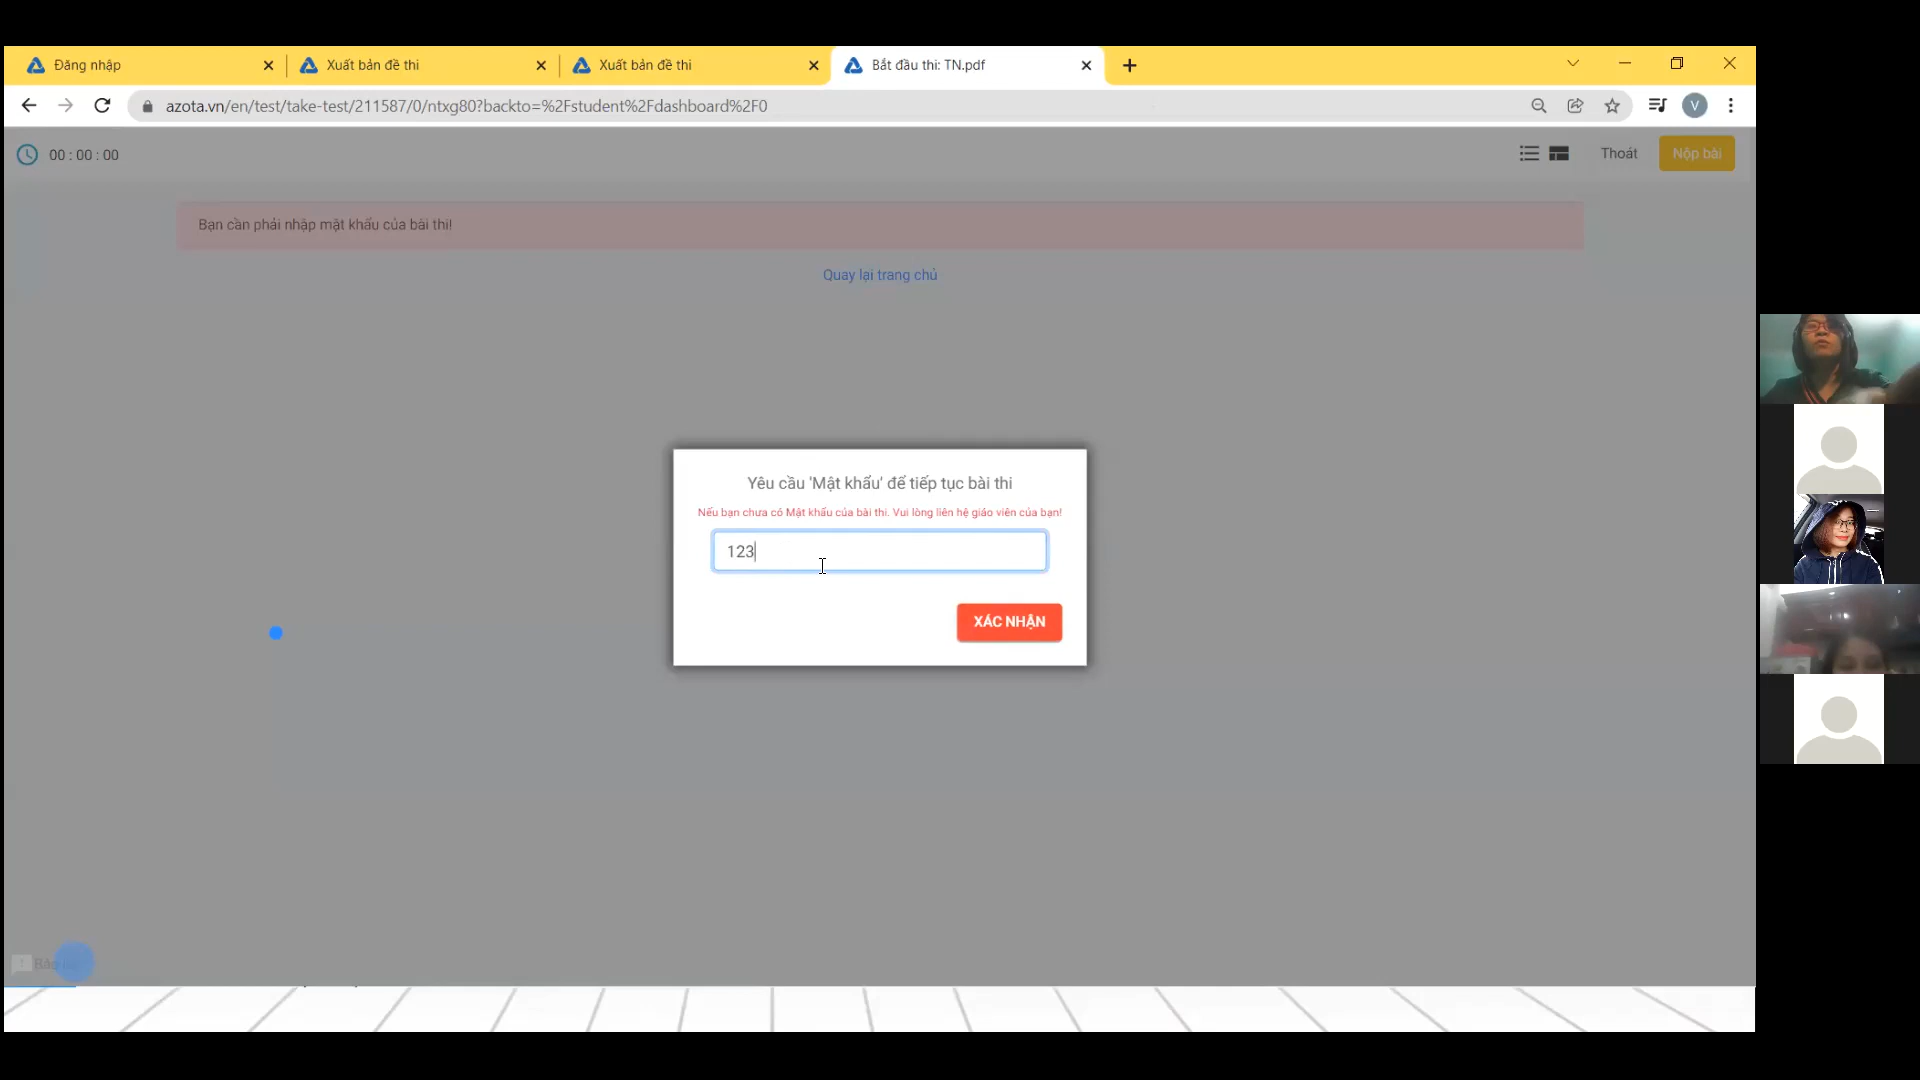 Đăng nhập
Xuất bản đề thi
Xuất bản đề thi
Bắt đầu thi: TN.pdf
azota.vn/en/test/take-test/211587/0/ntxg80?backto=%2Fstudent%2Fdashboard%2F0
V
00 : 00 : 00
Thoát
Nộp bài
Bạn cần phải nhập mật khẩu của bài thi!
Quay lại trang chủ
Yêu cầu 'Mật khẩu' để tiếp tục bài thi
Nếu bạn chưa có Mật khẩu của bài thi. Vui lòng liên hệ giáo viên của bạn!
123
XÁC NHẬN